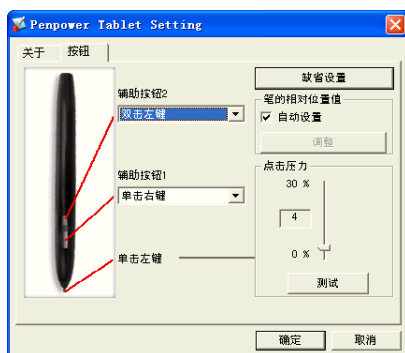 Penpower Tablet Setting
关于
按钮
缺省设置
辅助按钮2
双击左键
笔的相对位置值
自动设置
调整
点击压力
30 %
4
0 %
辅助按钮1
单击右键
单击左键
测试
确定
取消